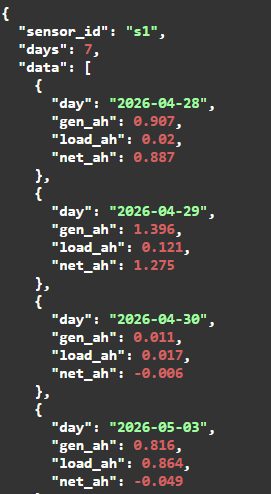 {
  "sensor_id": "s1",
  "days": 7,
  "data": [
    {
      "day": "2026-04-28",
      "gen_ah": 0.907,
      "load_ah": 0.02,
      "net_ah": 0.887
    },
    {
      "day": "2026-04-29",
      "gen_ah": 1.396,
      "load_ah": 0.121,
      "net_ah": 1.275
    },
    {
      "day": "2026-04-30",
      "gen_ah": 0.011,
      "load_ah": 0.017,
      "net_ah": -0.006
    },
    {
      "day": "2026-05-03",
      "gen_ah": 0.816,
      "load_ah": 0.864,
      "net_ah": -0.049